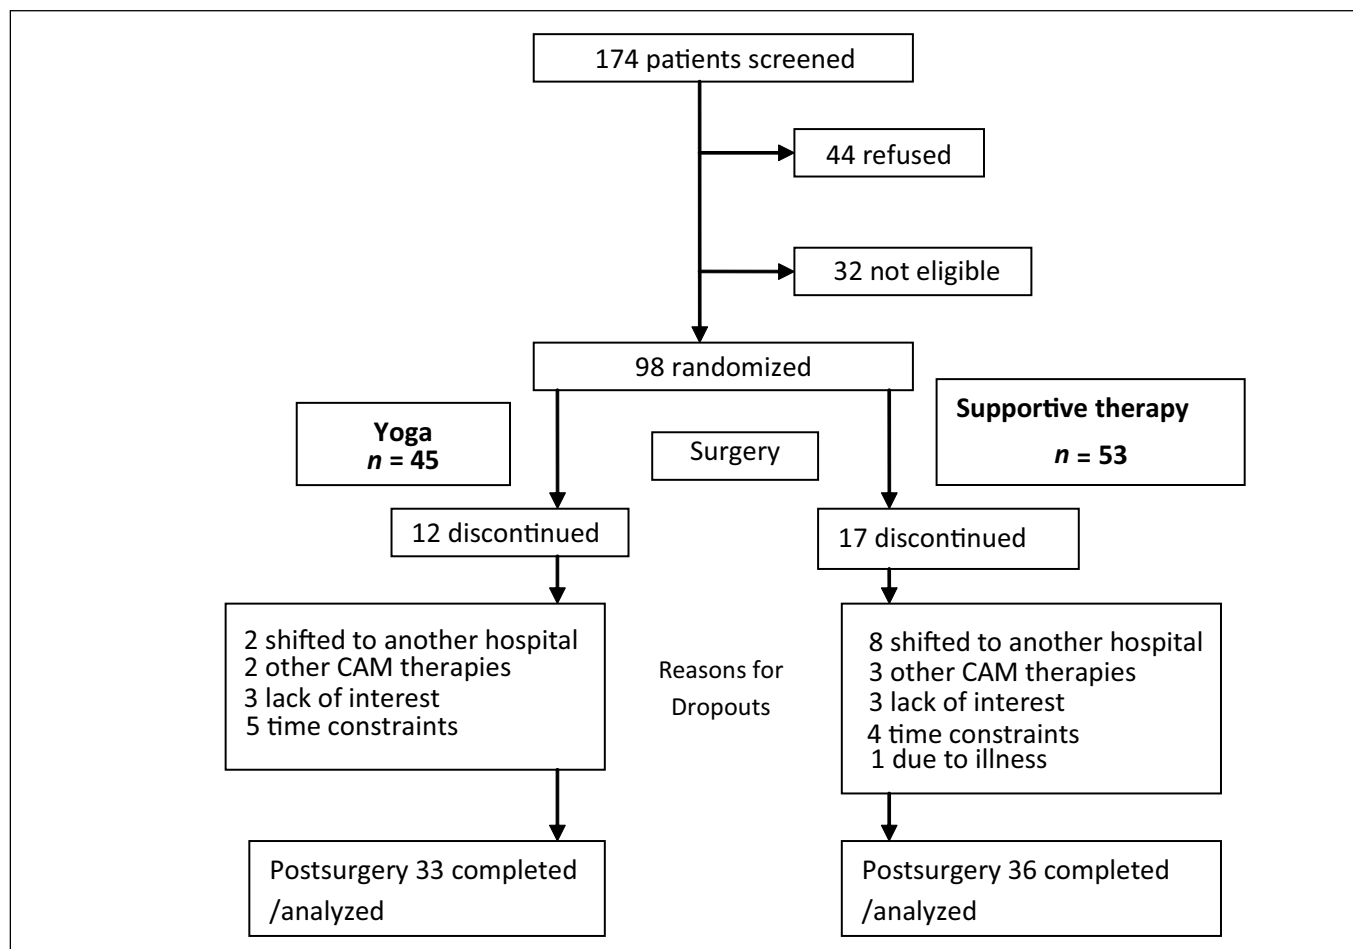 174 patients screened
44 refused
32 not eligible
98 randomized
Yoga
n = 45
Surgery
Supportive therapy
n = 53
12 discontinued
17 discontinued
2 shifted to another hospital
2 other CAM therapies
3 lack of interest
5 time constraints
Reasons for
Dropouts
8 shifted to another hospital
3 other CAM therapies
3 lack of interest
4 time constraints
1 due to illness
Postsurgery 33 completed
/analyzed
Postsurgery 36 completed
/analyzed